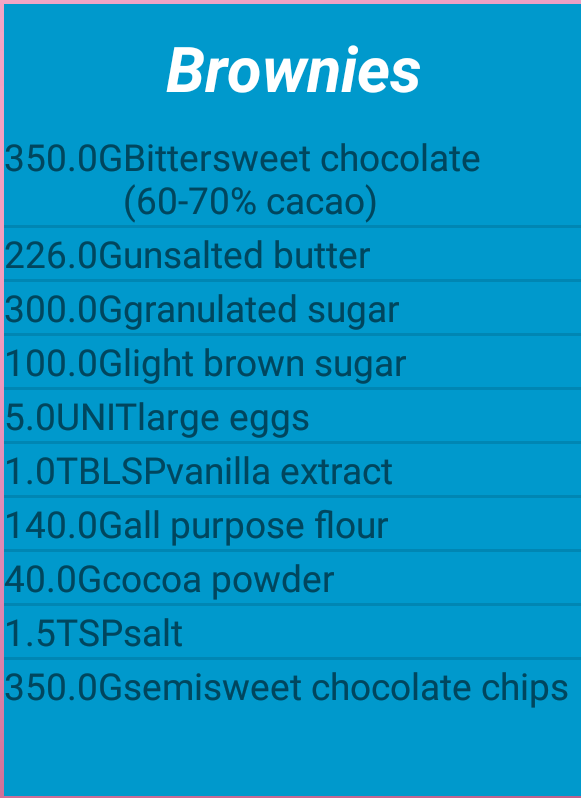 Brownies
350.0GBittersweet chocolate
(60-70% cacao)
226.0Gunsalted butter
300.0Ggranulated sugar
100.0Glight brown sugar
5.0UNITlarge eggs
1.0TBLSPvanilla extract
140.0Gall purpose flour
40.0Gcocoa powder
1.5TSPsalt
350.0Gsemisweet chocolate chips